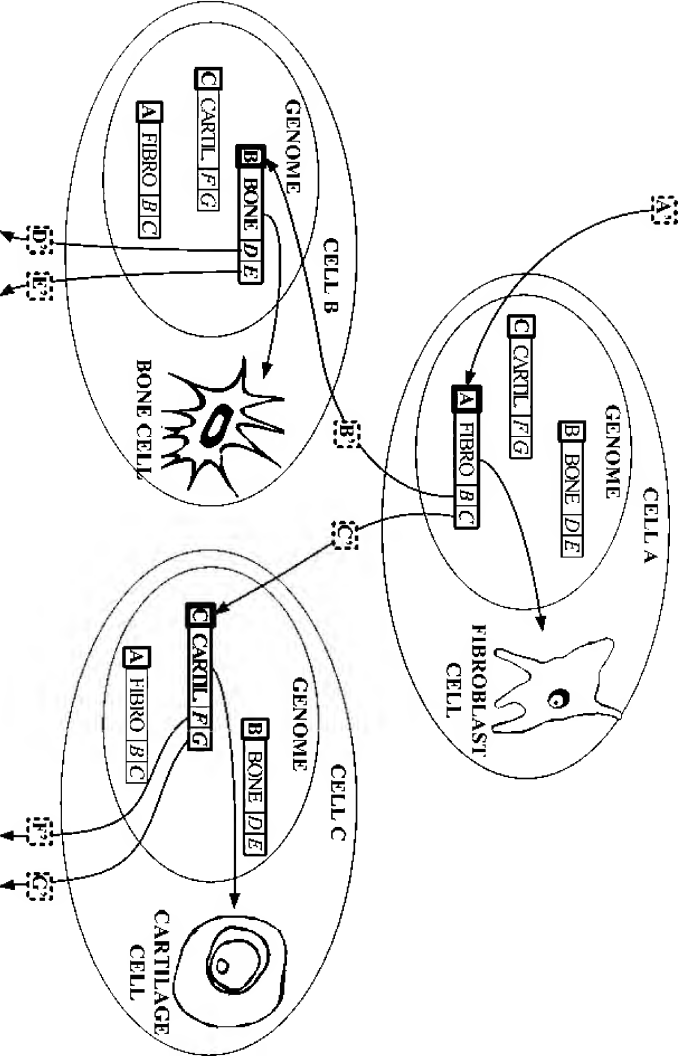 A'
CELL A
GENOME
B BONE D E
C CARTIL F G
A FIBRO B C
FIBROBLAST
CELL
B'
C'
CELL B
GENOME
B BONE D E
C CARTIL F G
A FIBRO B C
BONE CELL
D'
E'
CELL C
GENOME
B BONE D E
C CARTIL F G
A FIBRO B C
CARTILAGE
CELL
F'
G'